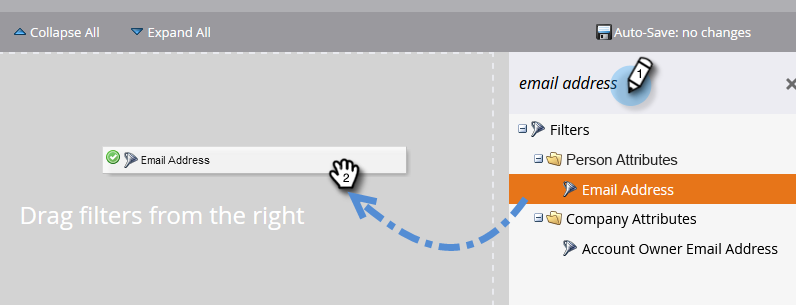 Collapse All
Expand All
Auto-Save: no changes
email address
1
Filters
Person Attributes
Email Address
Company Attributes
Account Owner Email Address
Email Address
2
Drag filters from the right